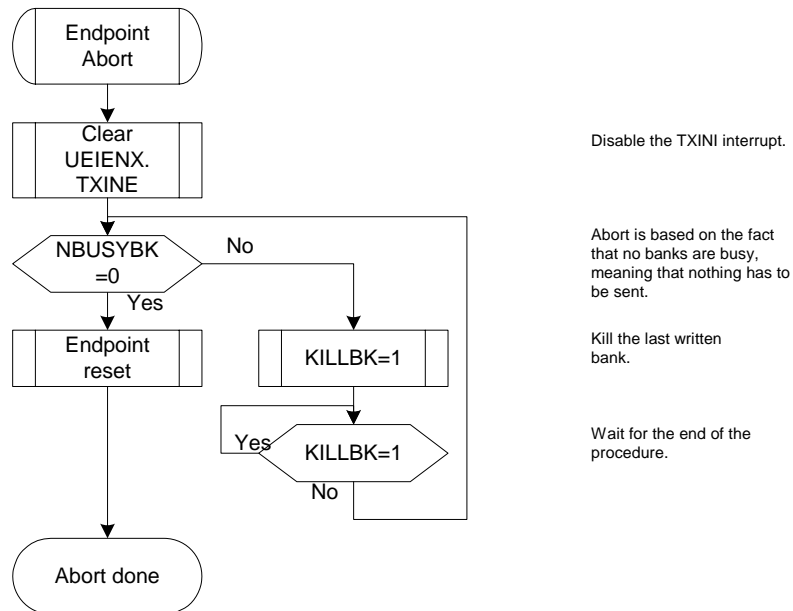 Endpoint
Abort
Clear
UEIENX.
TXINE
Disable the TXINI interrupt.
NBUSYBK
=0
No
Abort is based on the fact
that no banks are busy,
meaning that nothing has to
be sent.
Yes
Endpoint
reset
KILLBK=1
Kill the last written
bank.
Yes
KILLBK=1
Wait for the end of the
procedure.
No
Abort done